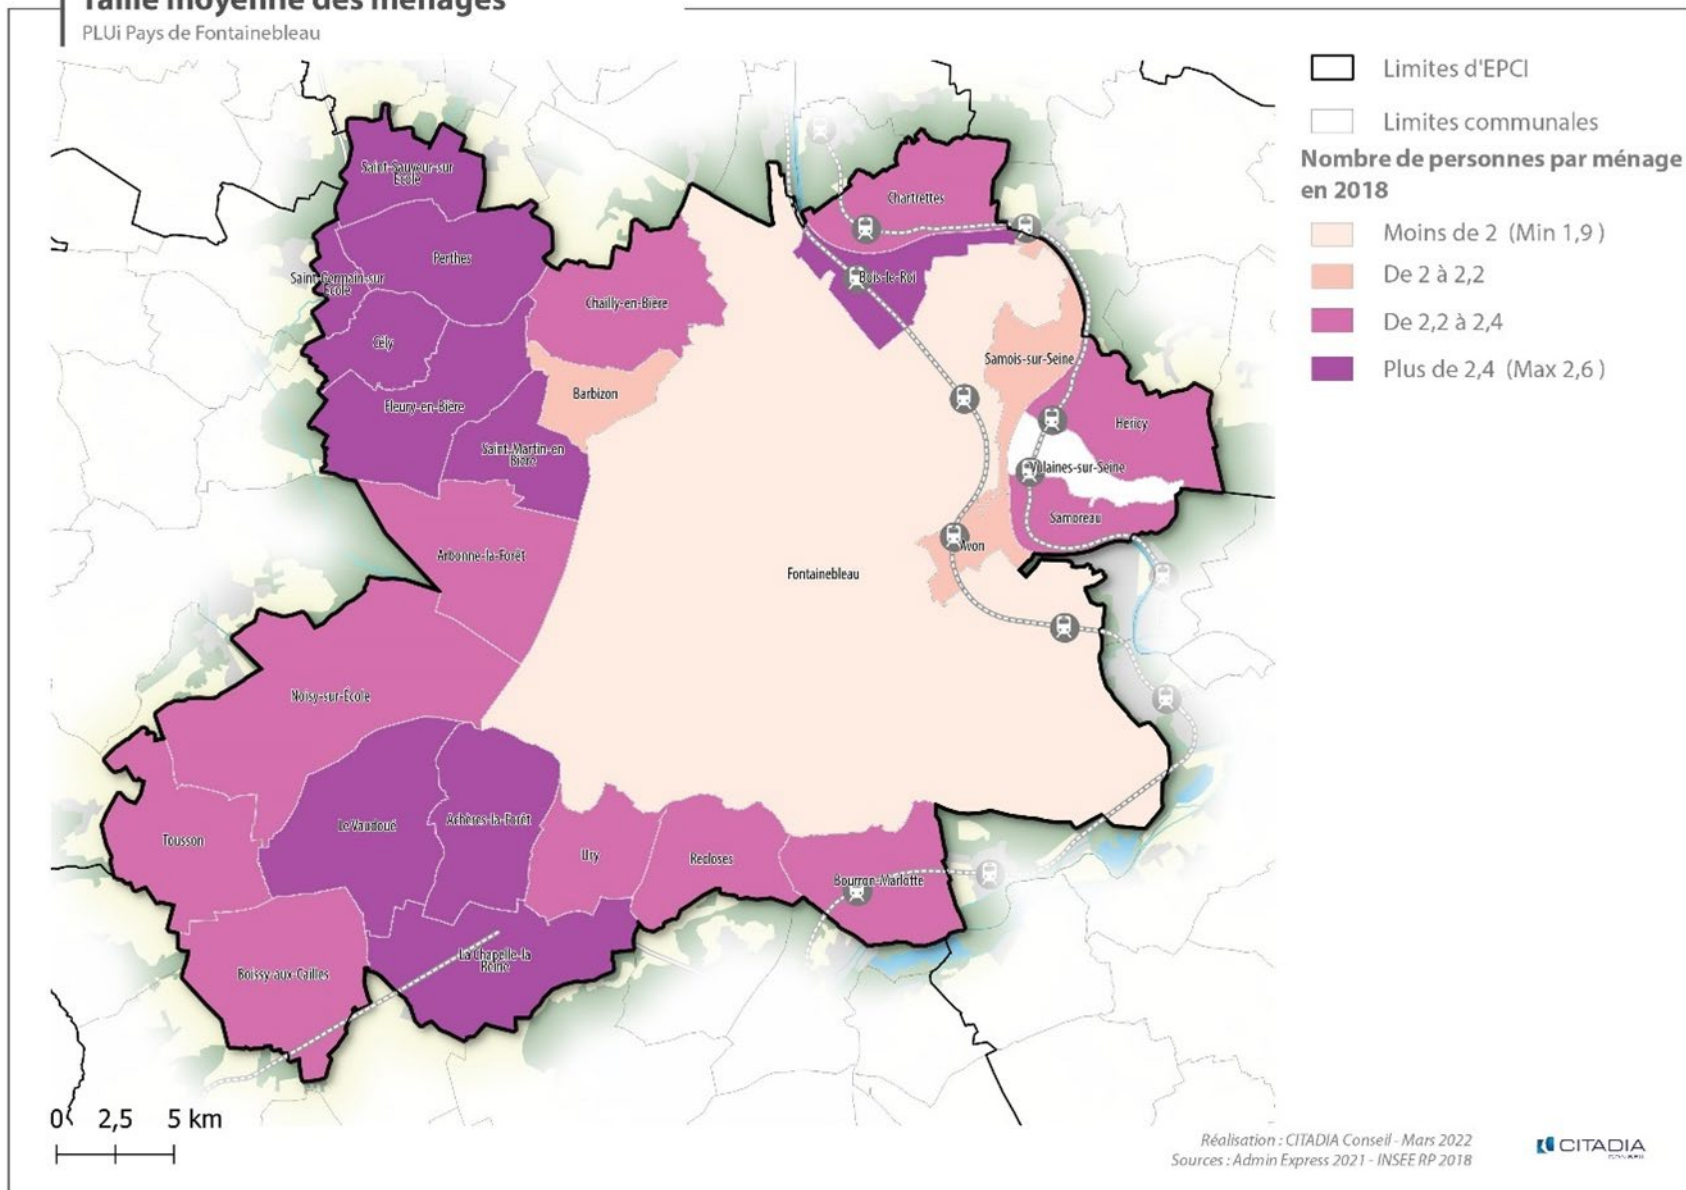 Taille moyenne des ménages
PLUi Pays de Fontainebleau
Limites d'EPCI
Limites communales
Nombre de personnes par ménage
en 2018
Moins de 2 (Min 1,9 )
De 2 à 2,2
De 2,2 à 2,4
Plus de 2,4 (Max 2,6 )
Saint-Sauveur-sur
École
Chartrettes
Perthes
Saint-Germain-sur
École
Bois-le-Roi
Chailly-en-Bière
Cély
Samois-sur-Seine
Barbizon
Fleury-en-Bière
Héricy
Saint-Martin-en
Bière
Vulaines-sur-Seine
Samoreau
Avon
Arbonne-la-Forêt
Fontainebleau
Noisy-sur-École
Achères-la-Forêt
Le Vaudoué
Tousson
Ury
Recloses
Bourron-Marlotte
La Chapelle-la
Reine
Boissy-aux-Cailles
0 2,5 5 km
Réalisation : CITADIA Conseil - Mars 2022
Sources : Admin Express 2021 - INSEE RP 2018
CITADIA
CONSEIL